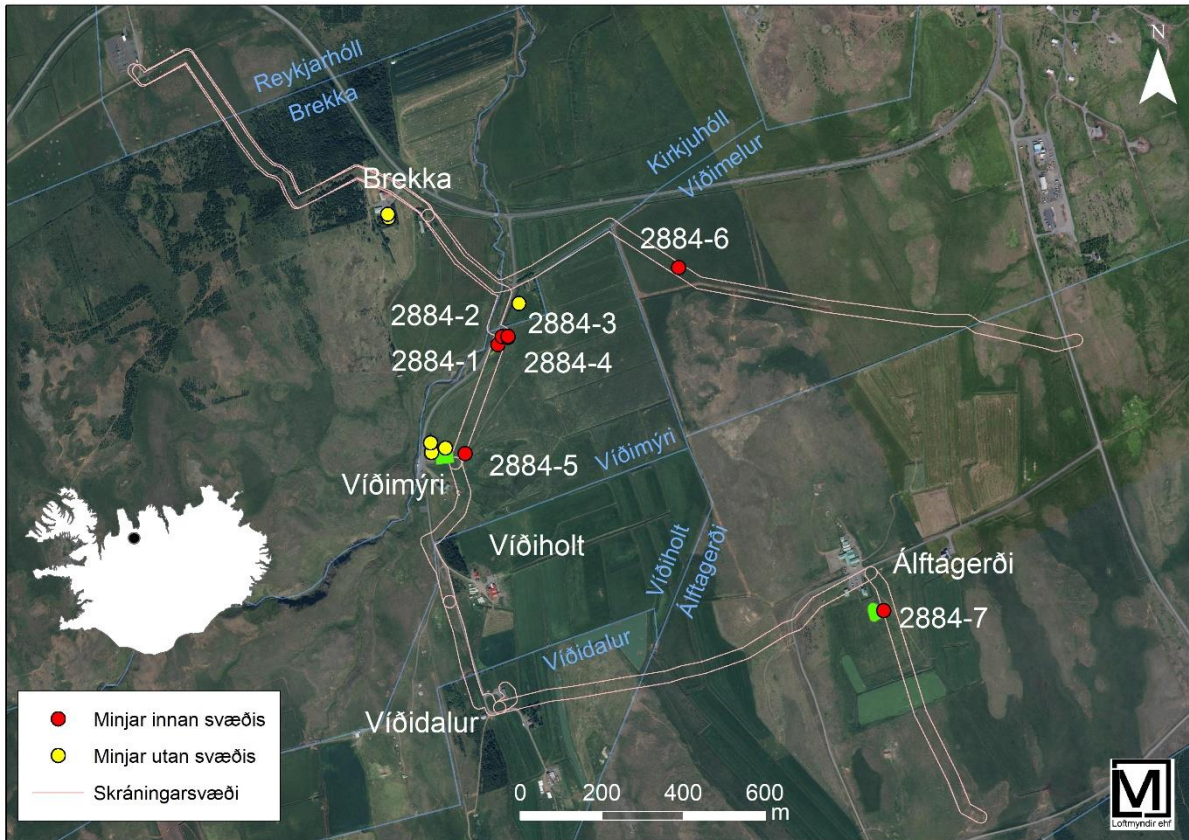 Reykjarhóll
Brekka
N
Kirkjuhóll
Víðimelur
Brekka
2884-6
2884-2
2884-3
2884-1
2884-4
Víðimýri
2884-5
Víðimýri
Víðiholt
Víðiholt
Álftagerði
Álftagerði
2884-7
Víðidalur
Víðidalur
Minjar innan svæðis
Minjar utan svæðis
Skráningarsvæði
0 200 400 600
m
M
Loftmyndir ehf